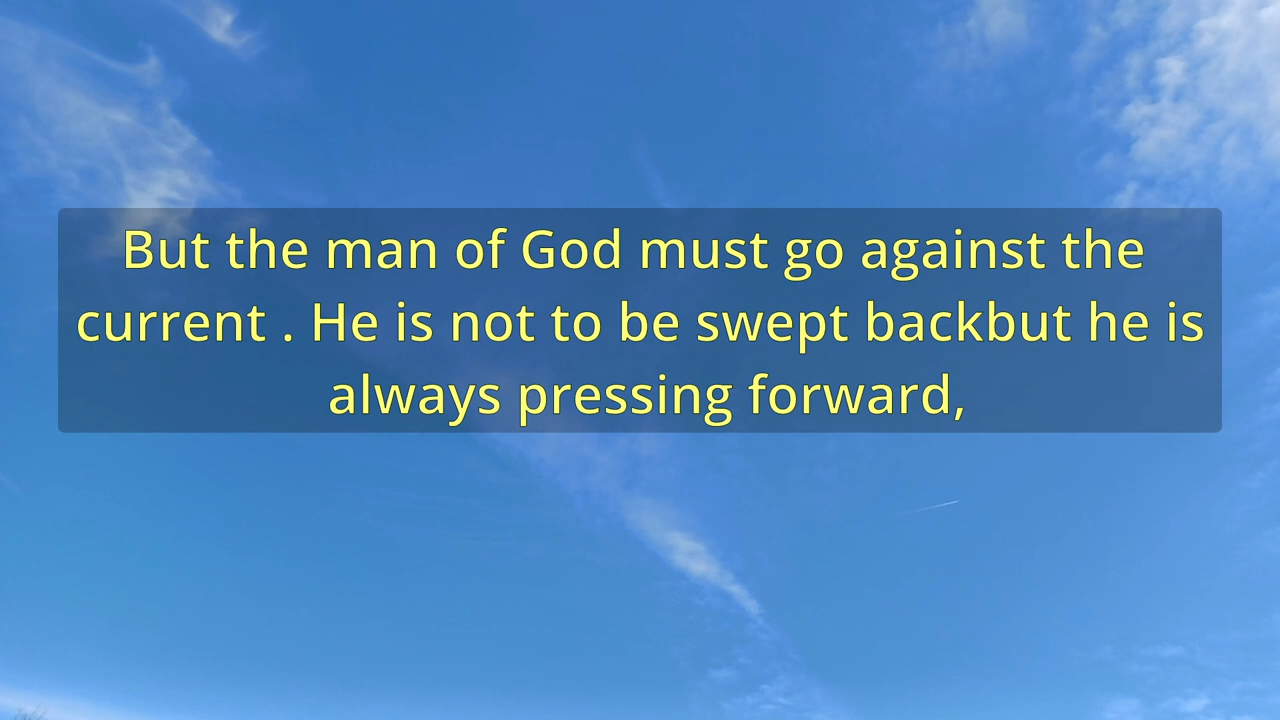 But the man of God must go against the
current . He is not to be swept backbut he is
always pressing forward,